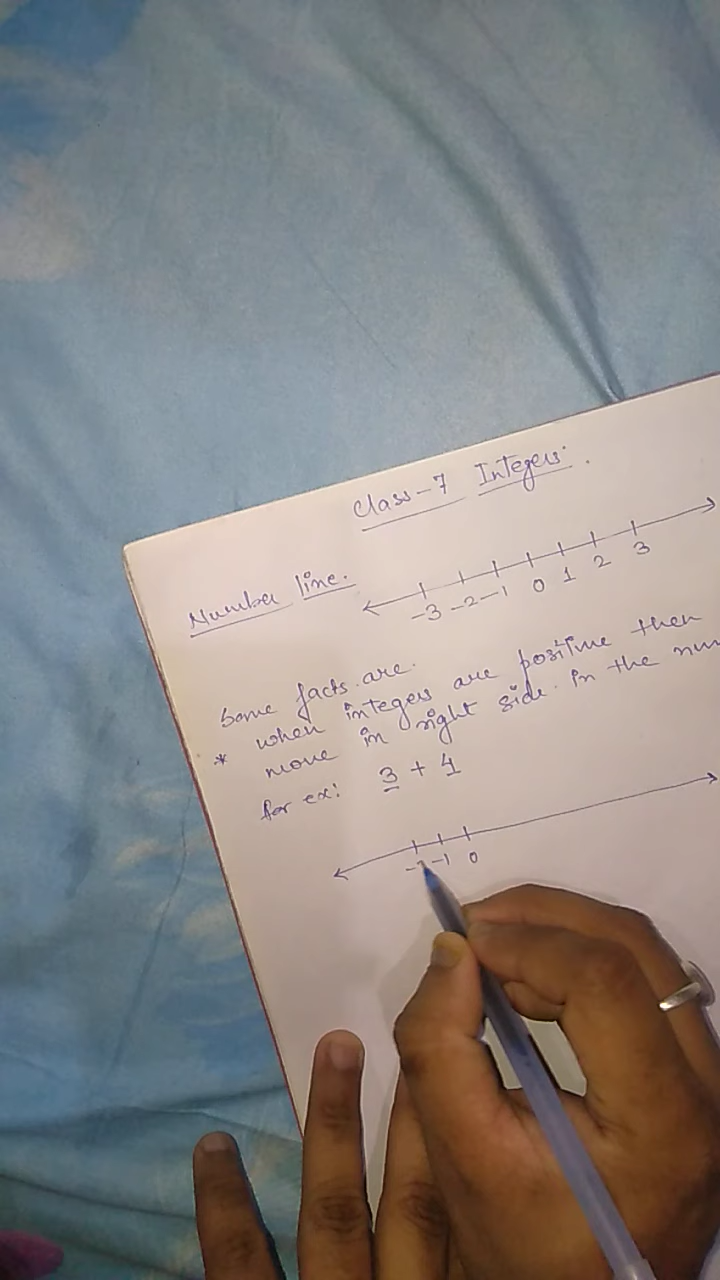 Class-7 Integers.
Number line.
-3 -2 -1 0 1 2 3
Some facts are.
* when integers are positive then
move in right side. in the
for ex: 3 + 4
-1 0